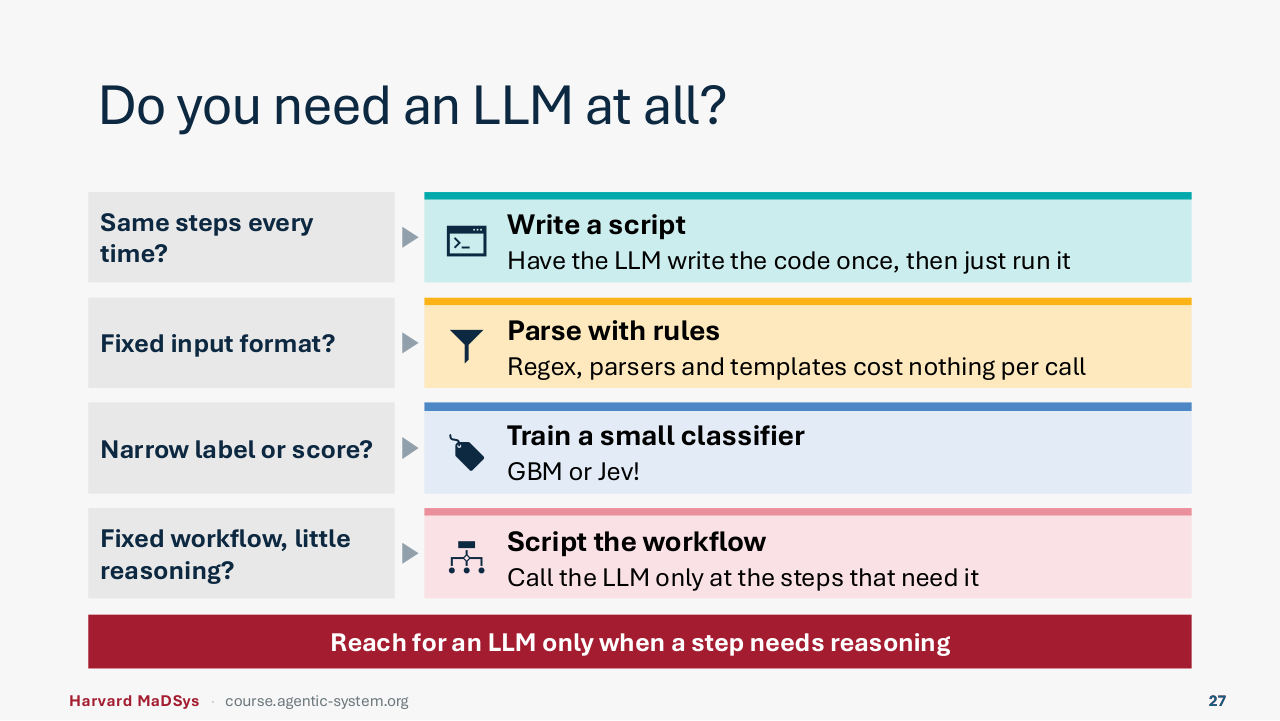 Do you need an LLM at all?
Same steps every
time?
Write a script
Have the LLM write the code once, then just run it
Fixed input format?
Parse with rules
Regex, parsers and templates cost nothing per call
Narrow label or score?
Train a small classifier
GBM or Jev!
Fixed workflow, little
reasoning?
Script the workflow
Call the LLM only at the steps that need it
Reach for an LLM only when a step needs reasoning
Harvard MaDSys · course.agentic-system.org
27